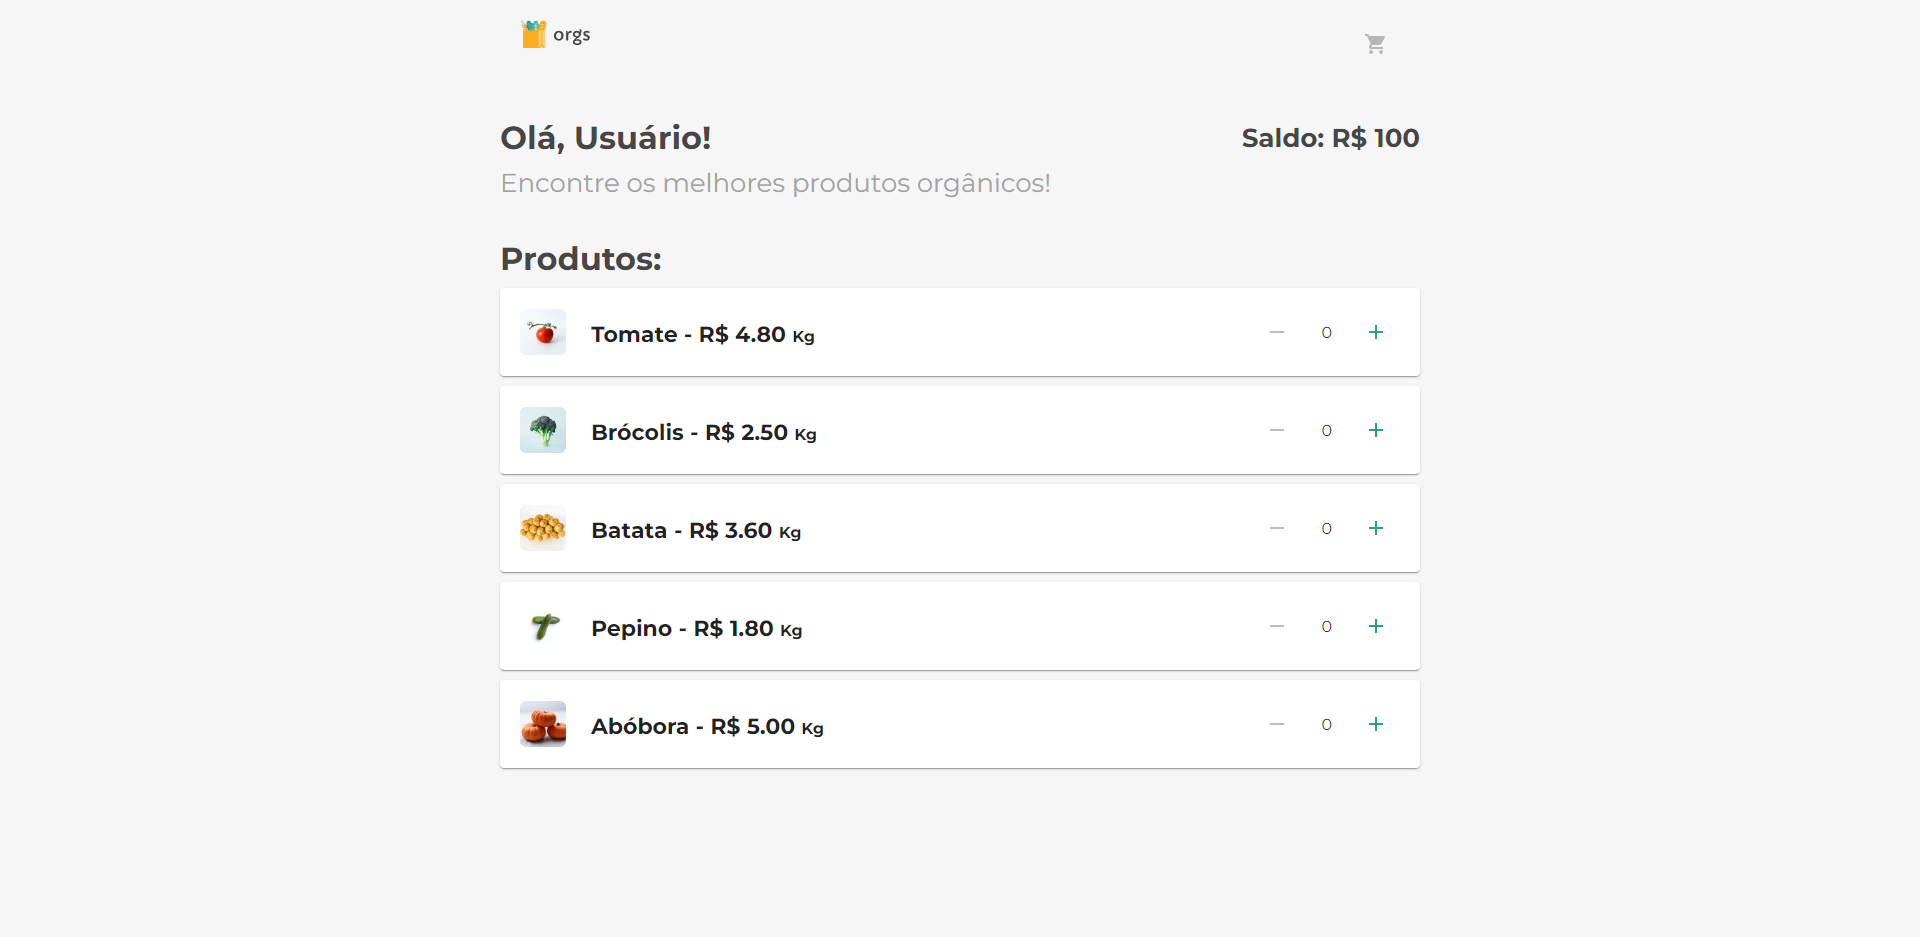 orgs
Olá, Usuário!
Saldo: R$ 100
Encontre os melhores produtos orgânicos!
Produtos:
Tomate - R$ 4.80 Kg
0
Brócolis - R$ 2.50 Kg
0
Batata - R$ 3.60 Kg
0
Pepino - R$ 1.80 Kg
0
Abóbora - R$ 5.00 Kg
0